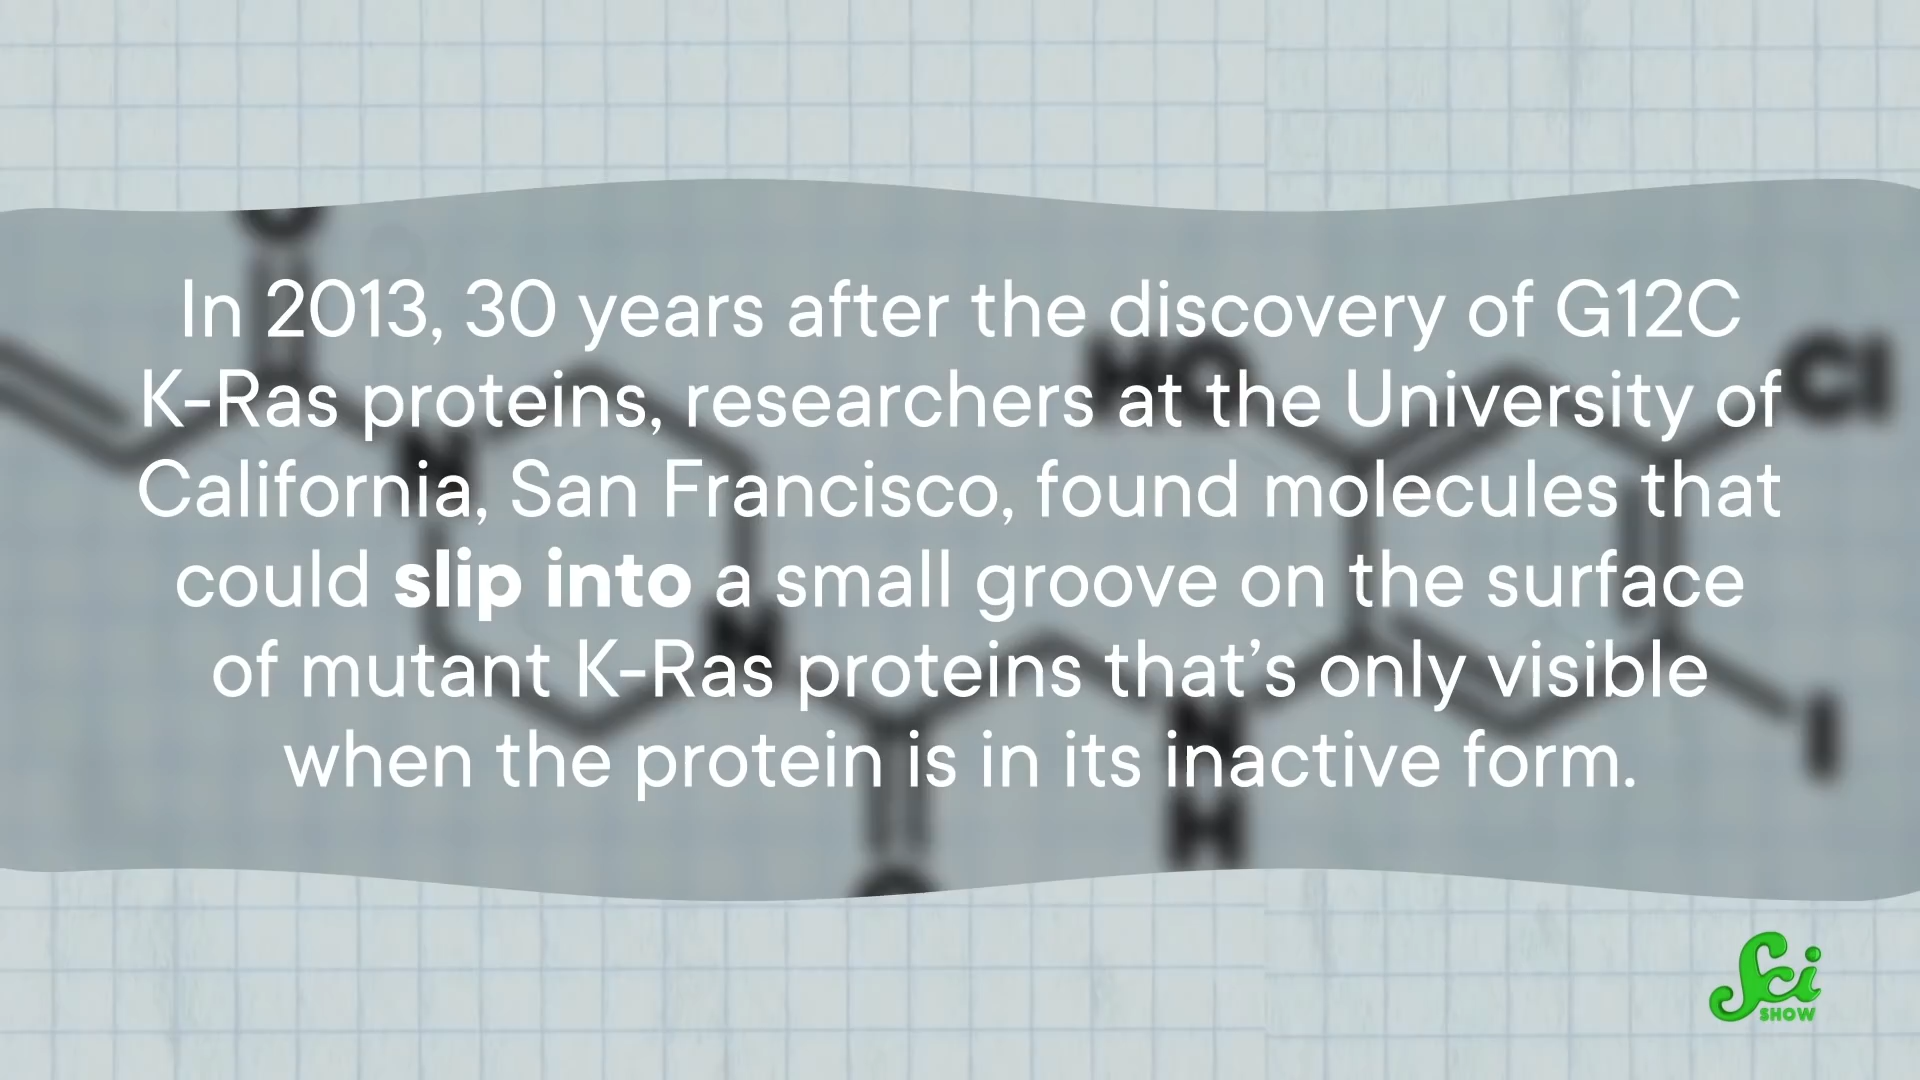 In 2013, 30 years after the discovery of G12C
K-Ras proteins, researchers at the University of
California, San Francisco, found molecules that
could slip into a small groove on the surface
of mutant K-Ras proteins that's only visible
when the protein is in its inactive form.
O
HO
Cl
N
N
I
N
H
O
Sci
SHOW